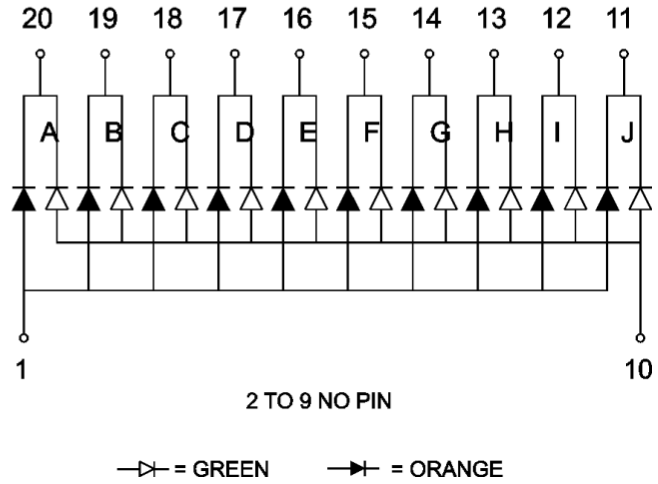 20 19 18 17 16 15 14 13 12 11
A B C D E F G H I J
1 10
2 TO 9 NO PIN
= GREEN = ORANGE